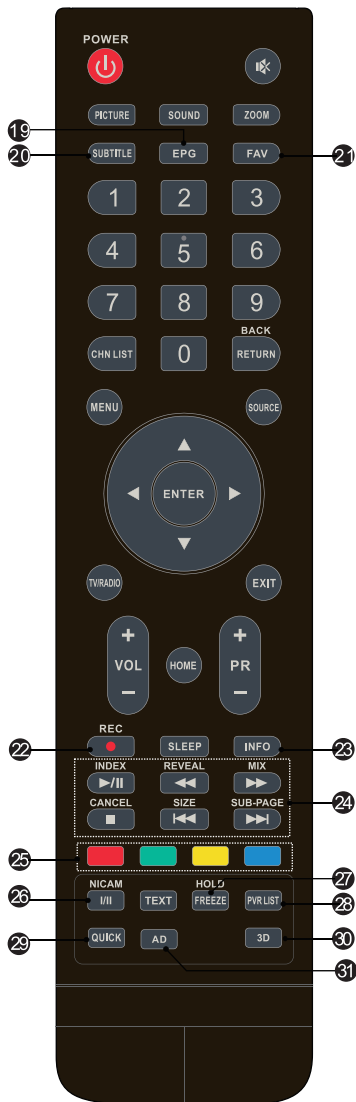 POWER
PICTURE SOUND ZOOM
19
20 SUBTITLE EPG FAV 21
1 2 3
4 5 6
7 8 9
BACK
CHN LIST 0 RETURN
MENU SOURCE
ENTER
TV/RADIO EXIT
+ +
VOL HOME PR
− −
REC
22 SLEEP INFO 23
INDEX REVEAL MIX
24
CANCEL SIZE SUB-PAGE
25
27
NICAM HOLD
26 I/II TEXT FREEZE PVR LIST 28
29 QUICK AD 3D 30
31